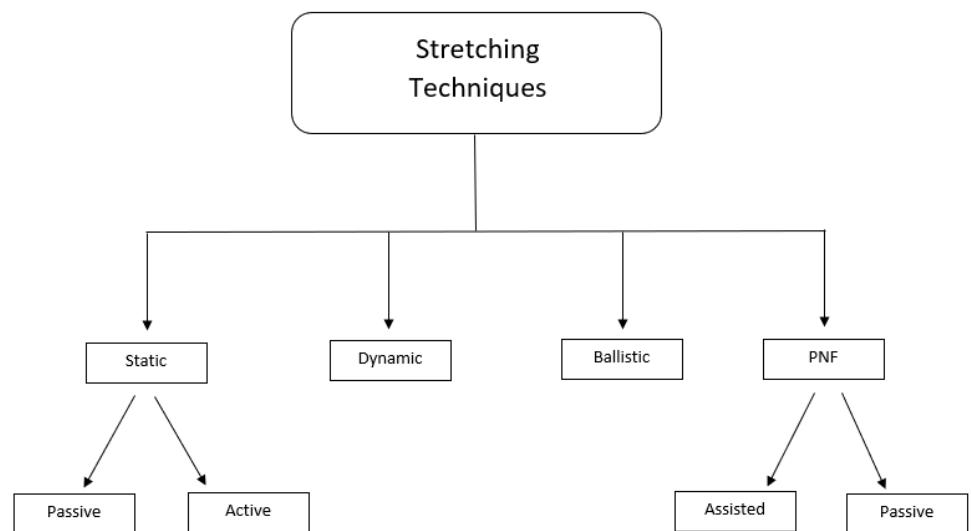 Stretching
Techniques
Static
Dynamic
Ballistic
PNF
Passive
Active
Assisted
Passive